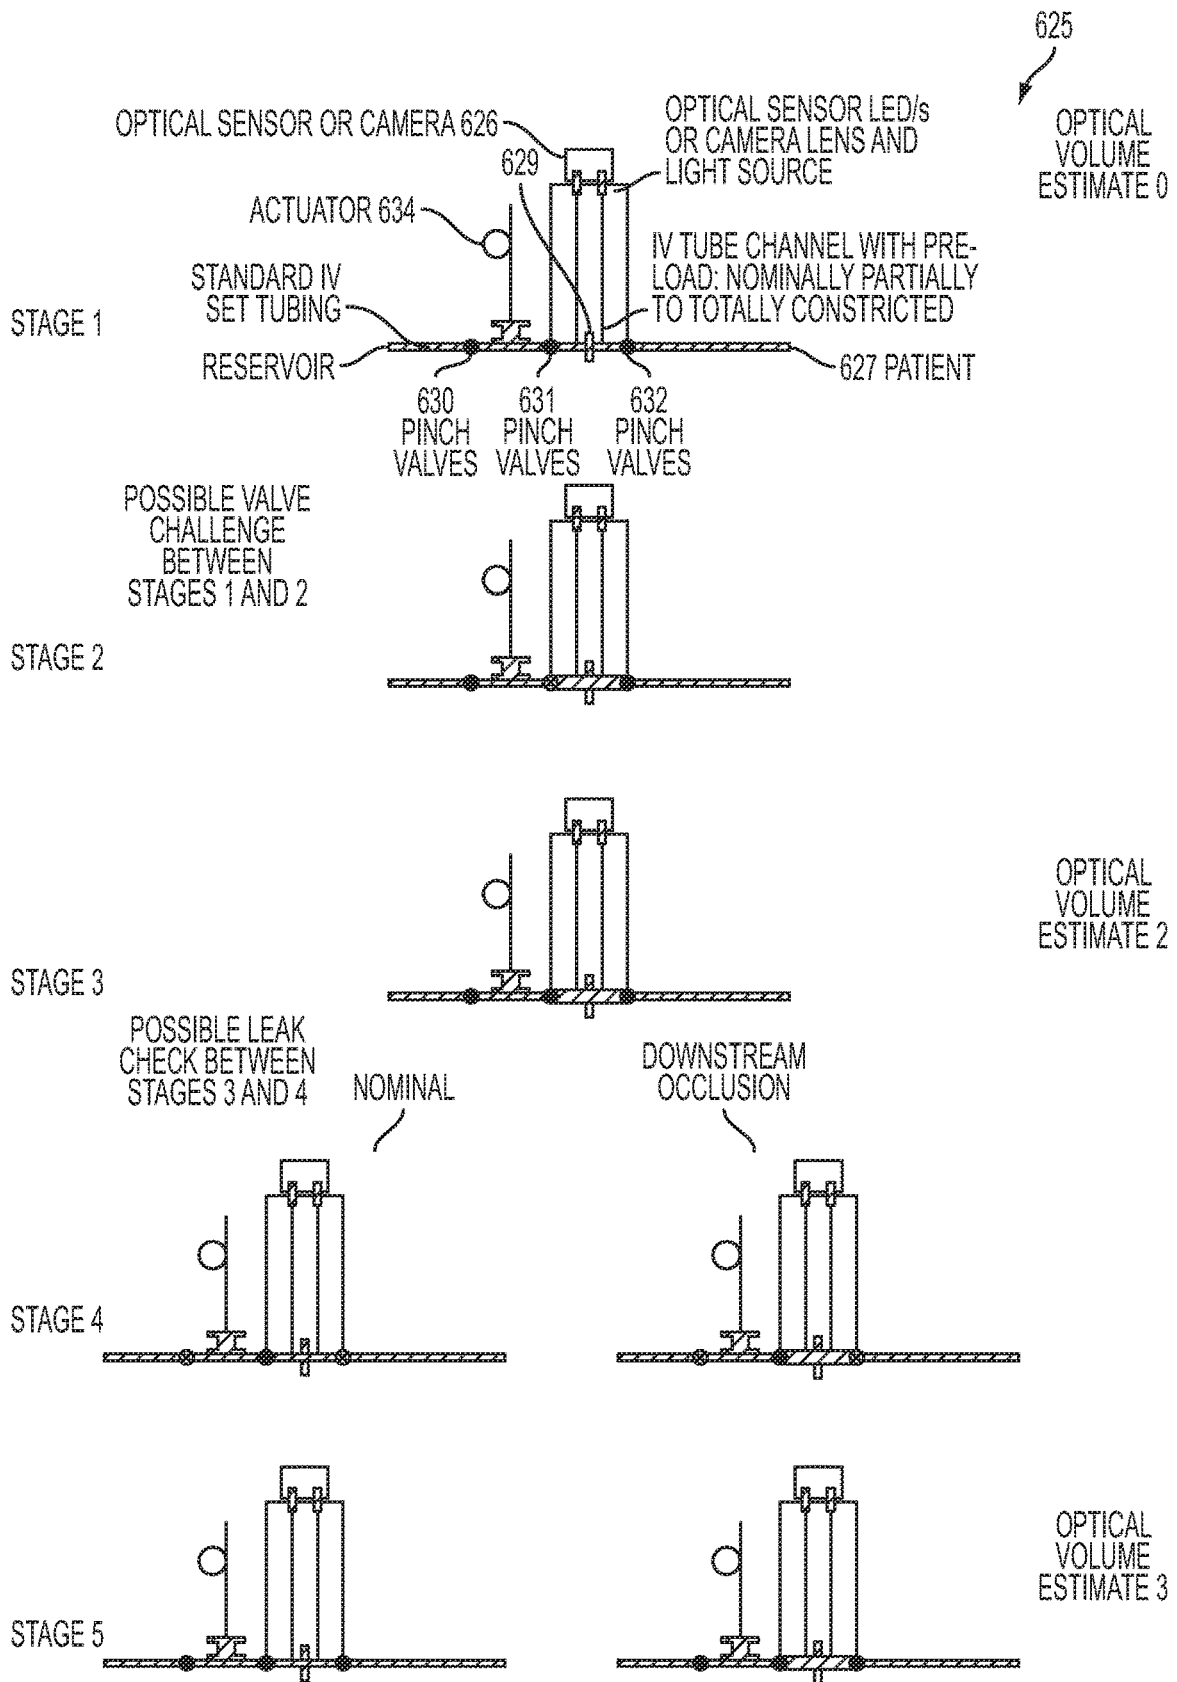 625
OPTICAL
VOLUME
ESTIMATE 0
OPTICAL SENSOR OR CAMERA 626
629
OPTICAL SENSOR LED/s
OR CAMERA LENS AND
LIGHT SOURCE
ACTUATOR 634
IV TUBE CHANNEL WITH PRE-
LOAD: NOMINALLY PARTIALLY
TO TOTALLY CONSTRICTED
STANDARD IV
SET TUBING
STAGE 1
RESERVOIR
627 PATIENT
630
PINCH
VALVES
631
PINCH
VALVES
632
PINCH
VALVES
POSSIBLE VALVE
CHALLENGE
BETWEEN
STAGES 1 AND 2
STAGE 2
OPTICAL
VOLUME
ESTIMATE 2
STAGE 3
POSSIBLE LEAK
CHECK BETWEEN
STAGES 3 AND 4
NOMINAL
DOWNSTREAM
OCCLUSION
STAGE 4
OPTICAL
VOLUME
ESTIMATE 3
STAGE 5